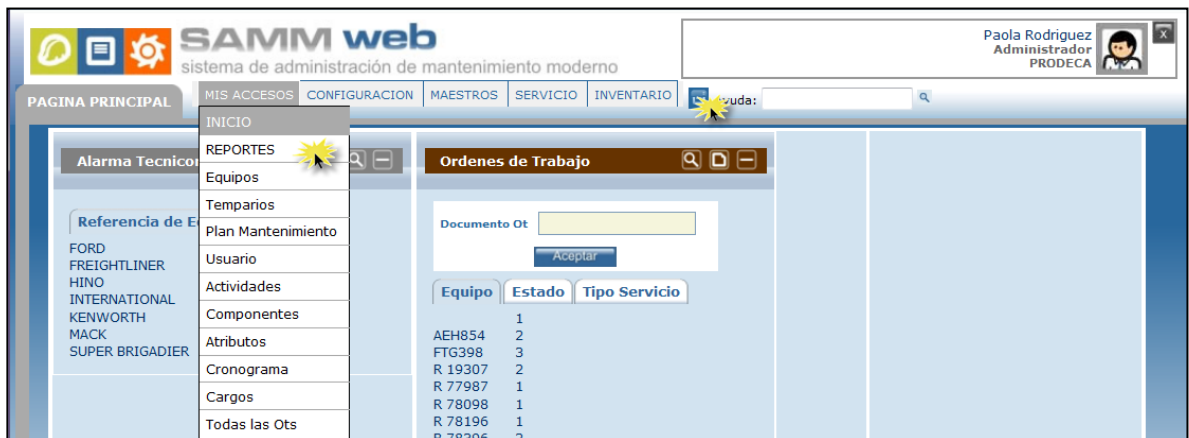 SAMM web
sistema de administración de mantenimiento moderno
Paola Rodriguez
Administrador
PRODECA
X
PAGINA PRINCIPAL
MIS ACCESOS CONFIGURACION MAESTROS SERVICIO INVENTARIO
INICIO
REPORTES
Equipos
Temparios
Plan Mantenimiento
Usuario
Actividades
Componentes
Atributos
Cronograma
Cargos
Todas las Ots
Alarma
Referencia de
FORD
FREIGHTLINER
HINO
INTERNATIONAL
KENWORTH
MACK
SUPER BRIGADIER
Ordenes de Trabajo
Documento Ot
Aceptar
Equipo Estado Tipo Servicio
1
AEH854 2
FTG398 3
R 19307 2
R 77987 1
R 78098 1
R 78196 1